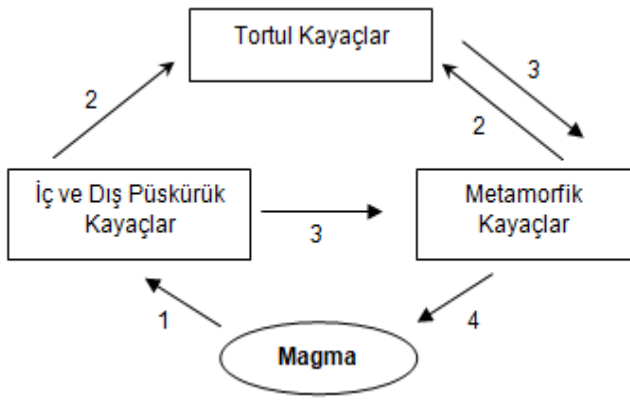 Tortul Kayaçlar
2
3
2
İç ve Dış Püskürük
Kayaçlar
3
Metamorfik
Kayaçlar
1
4
Magma